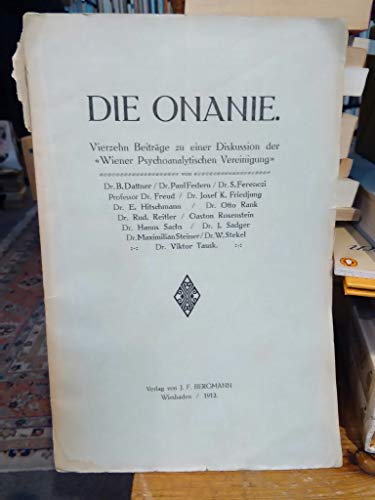 DIE ONANIE.
Vierzehn Beiträge zu einer Diskussion der
«Wiener Psychoanalytischen Vereinigung»
von
Dr. B. Dattner / Dr. Paul Federn / Dr. S. Ferenczi
Professor Dr. Freud / Dr. Josef K. Friedjung
Dr. E. Hitschmann / Dr. Otto Rank
Dr. Rud. Reitler / Gaston Rosenstein
Dr. Hanns Sachs / Dr. J. Sadger
Dr. Maximilian Steiner / Dr. W. Stekel
Dr. Viktor Tausk.
Verlag von J. F. BERGMANN
Wiesbaden / 1912.